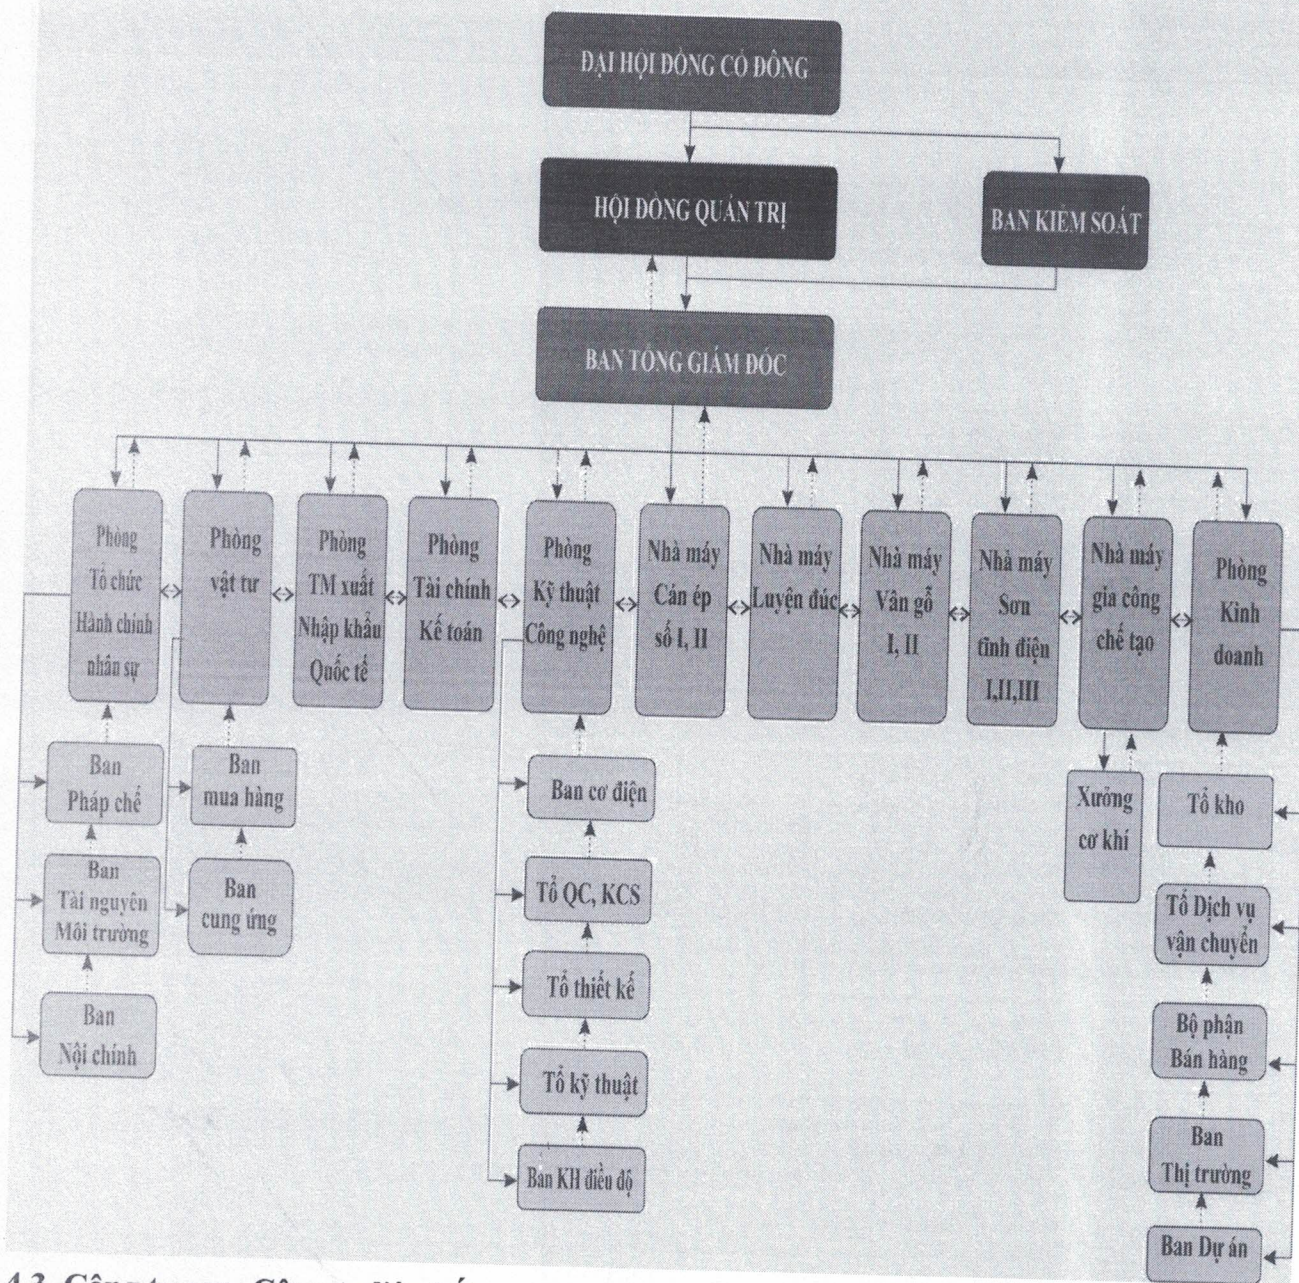 ĐẠI HỘI ĐỒNG CỔ ĐÔNG
HỘI ĐỒNG QUẢN TRỊ
BAN KIỂM SOÁT
BAN TỔNG GIÁM ĐỐC
Phòng
Tổ chức
Hành chính
nhân sự
Phòng
vật tư
Phòng
TM xuất
Nhập khẩu
Quốc tế
Phòng
Tài chính
Kế toán
Phòng
Kỹ thuật
Công nghệ
Nhà máy
Cán ép
số I, II
Nhà máy
Luyện đúc
Nhà máy
Vân gỗ
I, II
Nhà máy
Sơn
tĩnh điện
I,II,III
Nhà máy
gia công
chế tạo
Phòng
Kinh
doanh
Ban
Pháp chế
Ban
Tài nguyên
Môi trường
Ban
Nội chính
Ban
mua hàng
Ban
cung ứng
Ban cơ điện
Tổ QC, KCS
Tổ thiết kế
Tổ kỹ thuật
Ban KH điều độ
Xưởng
cơ khí
Tổ kho
Tổ Dịch vụ
vận chuyển
Bộ phận
Bán hàng
Ban
Thị trường
Ban Dự án